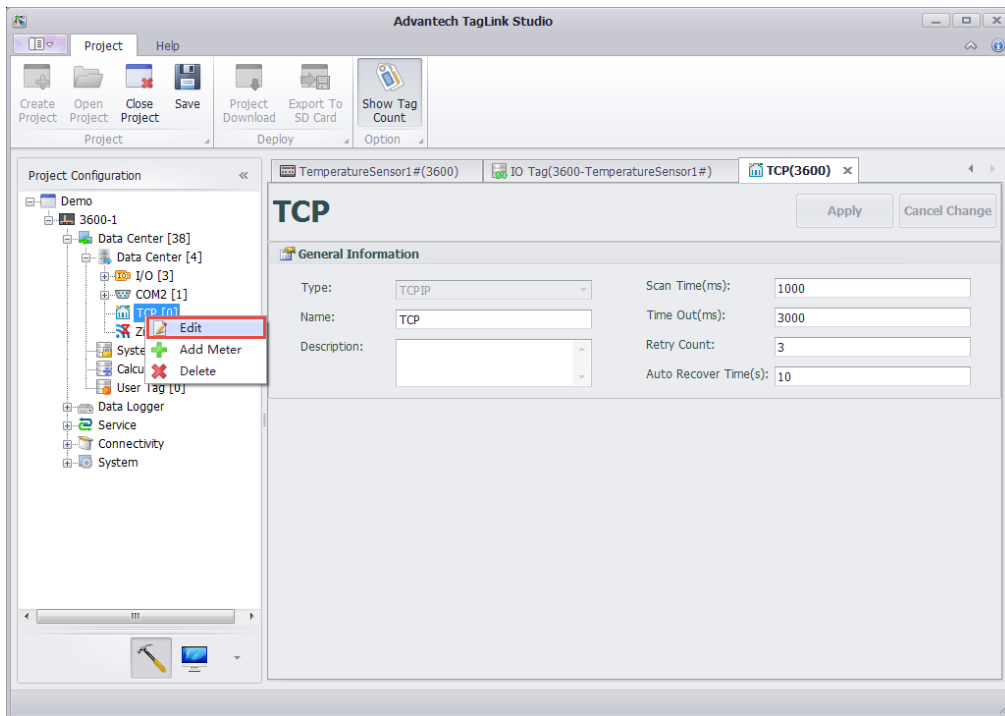 Advantech TagLink Studio
Project Help
Create Project Open Project Close Project Save Project Download Export To SD Card Show Tag Count
Project Deploy Option
Project Configuration
Demo
3600-1
Data Center [38]
Data Center [4]
I/O [3]
COM2 [1]
TCP [0]
Zi
Syste
Calcu
User Tag [0]
Data Logger
Service
Connectivity
System
Edit
Add Meter
Delete
TemperatureSensor1#(3600) IO Tag(3600-TemperatureSensor1#) TCP(3600)
TCP
Apply Cancel Change
General Information
Type: TCPIP
Name: TCP
Description:
Scan Time(ms): 1000
Time Out(ms): 3000
Retry Count: 3
Auto Recover Time(s): 10